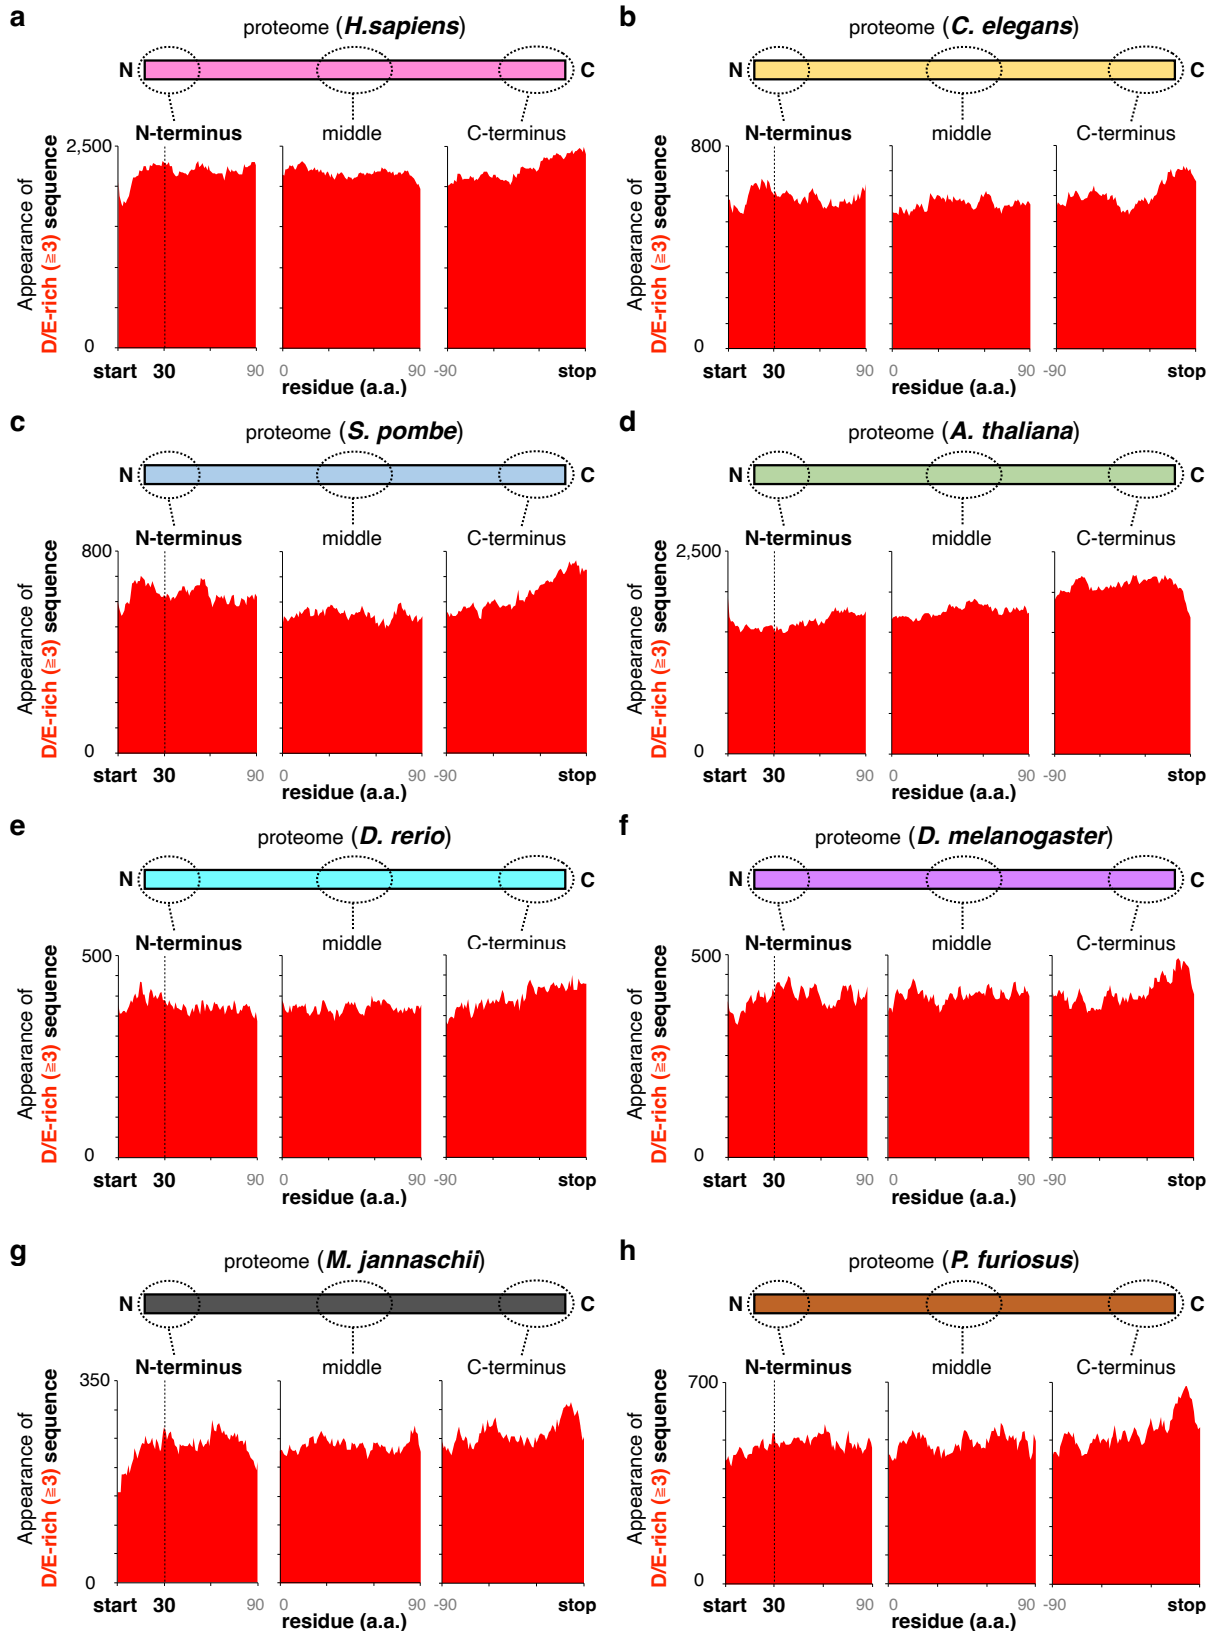 a
proteome (H.sapiens)
N C
N-terminus middle C-terminus
Appearance of
D/E-rich (≧3) sequence
2,500
0
start 30 90 0 90 -90 stop
residue (a.a.)
b
proteome (C. elegans)
N C
N-terminus middle C-terminus
Appearance of
D/E-rich (≧3) sequence
800
0
start 30 90 0 90 -90 stop
residue (a.a.)
c
proteome (S. pombe)
N C
N-terminus middle C-terminus
Appearance of
D/E-rich (≧3) sequence
800
0
start 30 90 0 90 -90 stop
residue (a.a.)
d
proteome (A. thaliana)
N C
N-terminus middle C-terminus
Appearance of
D/E-rich (≧3) sequence
2,500
0
start 30 90 0 90 -90 stop
residue (a.a.)
e
proteome (D. rerio)
N C
N-terminus middle C-terminus
Appearance of
D/E-rich (≧3) sequence
500
0
start 30 90 0 90 -90 stop
residue (a.a.)
f
proteome (D. melanogaster)
N C
N-terminus middle C-terminus
Appearance of
D/E-rich (≧3) sequence
500
0
start 30 90 0 90 -90 stop
residue (a.a.)
g
proteome (M. jannaschii)
N C
N-terminus middle C-terminus
Appearance of
D/E-rich (≧3) sequence
350
0
start 30 90 0 90 -90 stop
residue (a.a.)
h
proteome (P. furiosus)
N C
N-terminus middle C-terminus
Appearance of
D/E-rich (≧3) sequence
700
0
start 30 90 0 90 -90 stop
residue (a.a.)